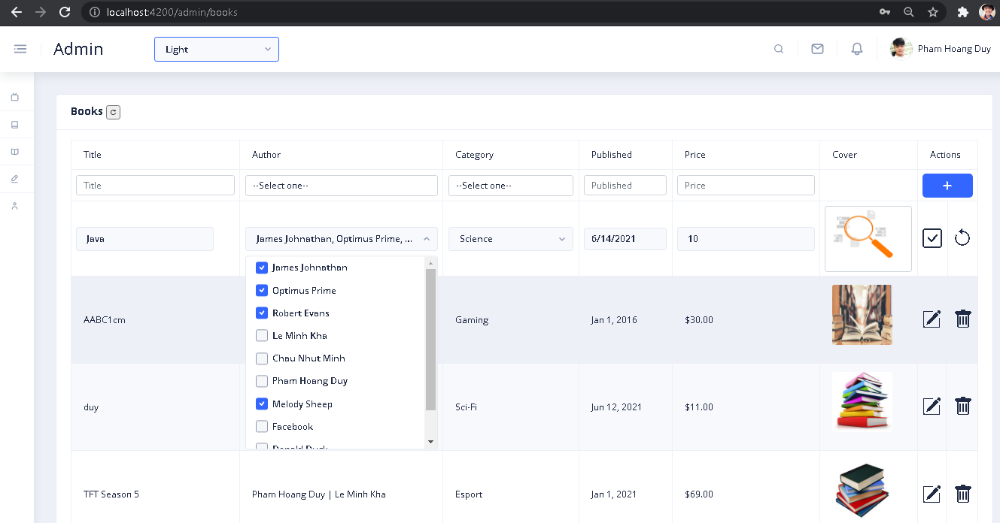 localhost:4200/admin/books
Admin
Light
Pham Hoang Duy
Books
Title Author Category Published Price Cover Actions
Title --Select one-- --Select one-- Published Price +
Java James Johnathan, Optimus Prime, ... Science 6/14/2021 10
James Johnathan
Optimus Prime
Robert Evans
Le Minh Kha
Chau Nhut Minh
Pham Hoang Duy
Melody Sheep
Facebook
Donald Duck
AABC1cm Gaming Jan 1, 2016 $30.00
duy Sci-Fi Jun 12, 2021 $11.00
TFT Season 5 Pham Hoang Duy | Le Minh Kha Esport Jan 1, 2021 $69.00